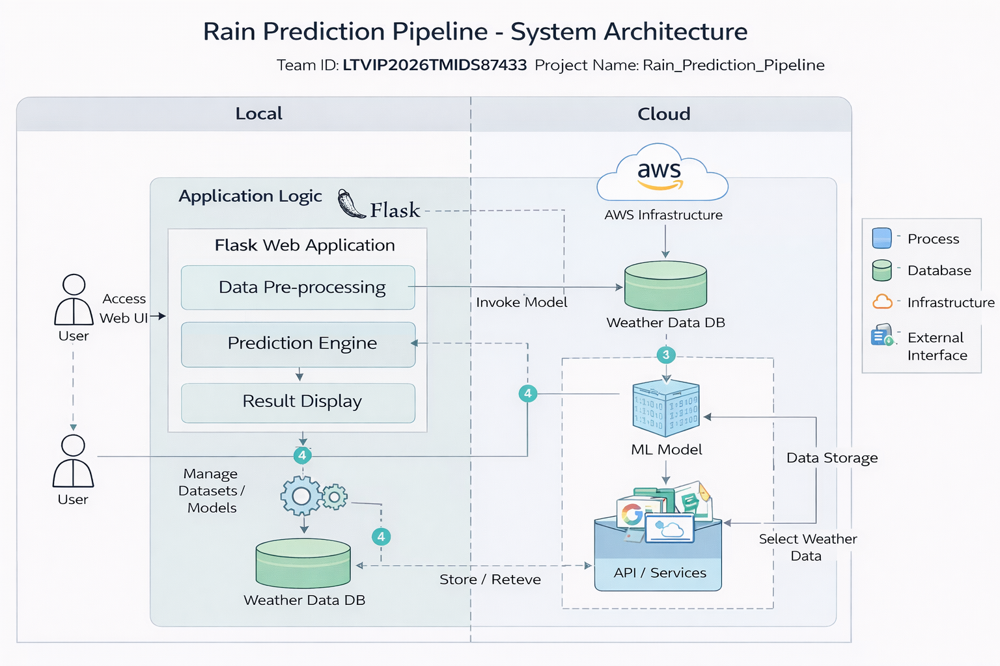 Rain Prediction Pipeline - System Architecture
Team ID: LTVIP2026TMIDS87433 Project Name: Rain_Prediction_Pipeline
Local
Cloud
aws
AWS Infrastructure
Application Logic
Flask
Flask Web Application
Data Pre-processing
Prediction Engine
Result Display
Access
Web UI
User
User
Invoke Model
Weather Data DB
3
4
ML Model
Data Storage
4
Manage
Datasets /
Models
4
Weather Data DB
Store / Reteve
G
API / Services
Select Weather
Data
Process
Database
Infrastructure
External
Interface